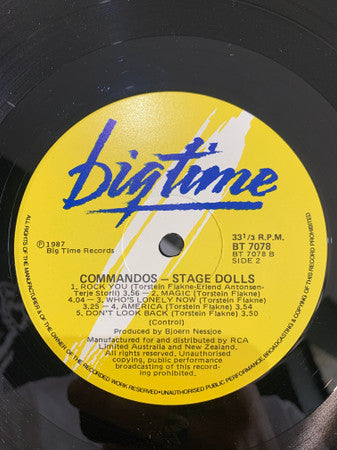 bigtime
33 1/3 R.P.M.
BT 7078
BT 7078 B
SIDE 2
℗ 1987
Big Time Records
COMMANDOS — STAGE DOLLS
1, ROCK YOU (Torstein Flakne-Erlend Antonsen-
Terje Storli) 3.56 — 2, MAGIC (Torstein Flakne)
4.04 — 3, WHO'S LONELY NOW (Torstein Flakne)
3.25 — 4, AMERICA (Torstein Flakne) 3.54
5, DON'T LOOK BACK (Torstein Flakne) 3.50
(Control)
Produced by Bjoern Nessjoe
Manufactured for and distributed by RCA
Limited Australia and New Zealand.
Unauthorised
copying, public performance
broadcasting of this record-
ing prohibited.
ALL RIGHTS OF THE MANUFACTURER & OF THE OWNER OF THE RECORDED WORK RESERVED—UNAUTHORISED PUBLIC PERFORMANCE, BROADCASTING & COPYING OF THIS RECORDING PROHIBITED.